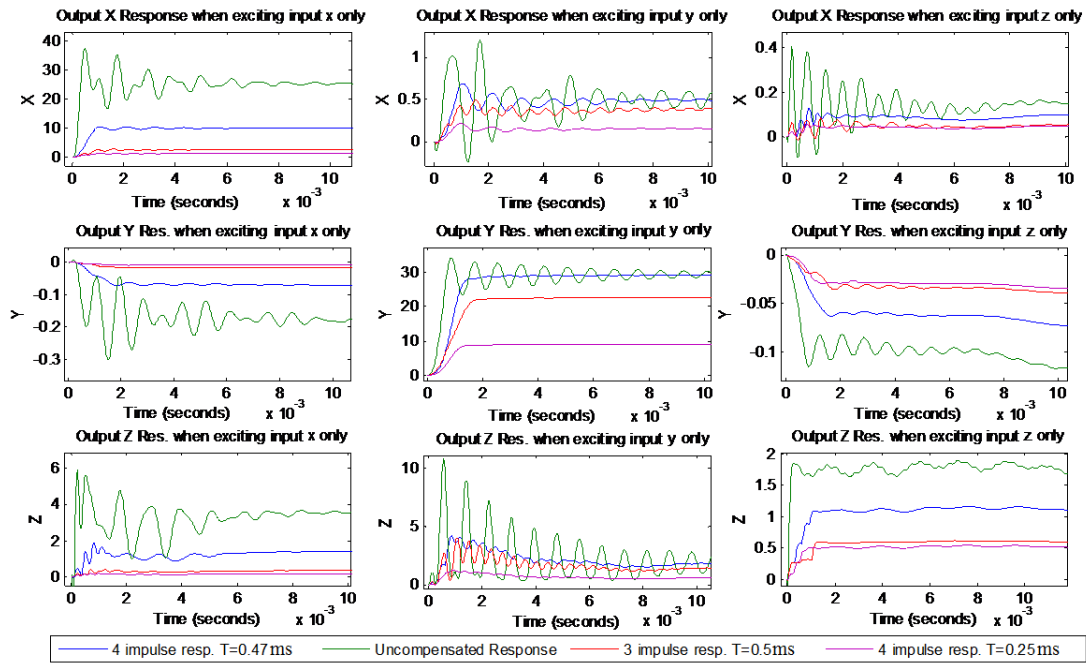 Output X Response when exciting input x only
40
30
20
10
0
X
0 2 4 6 8 10
Time (seconds) x 10⁻³
Output X Response when exciting input y only
1
0.5
0
X
0 2 4 6 8 10
Time (seconds) x 10⁻³
Output X Response when exciting input z only
0.4
0.2
0
X
0 2 4 6 8 10
Time (seconds) x 10⁻³
Output Y Res. when exciting input x only
0
-0.1
-0.2
-0.3
Y
0 2 4 6 8 10
Time (seconds) x 10⁻³
Output Y Res. when exciting input y only
30
20
10
0
Y
0 2 4 6 8 10
Time (seconds) x 10⁻³
Output Y Res. when exciting input z only
0
-0.05
-0.1
Y
0 2 4 6 8 10
Time (seconds) x 10⁻³
Output Z Res. when exciting input x only
6
4
2
0
Z
0 2 4 6 8 10
Time (seconds) x 10⁻³
Output Z Res. when exciting input y only
10
5
0
Z
0 2 4 6 8 10
Time (seconds) x 10⁻³
Output Z Res. when exciting input z only
2
1.5
1
0.5
0
Z
0 2 4 6 8 10
Time (seconds) x 10⁻³
4 impulse resp. T=0.47ms Uncompensated Response 3 impulse resp. T=0.5ms 4 impulse resp. T=0.25ms